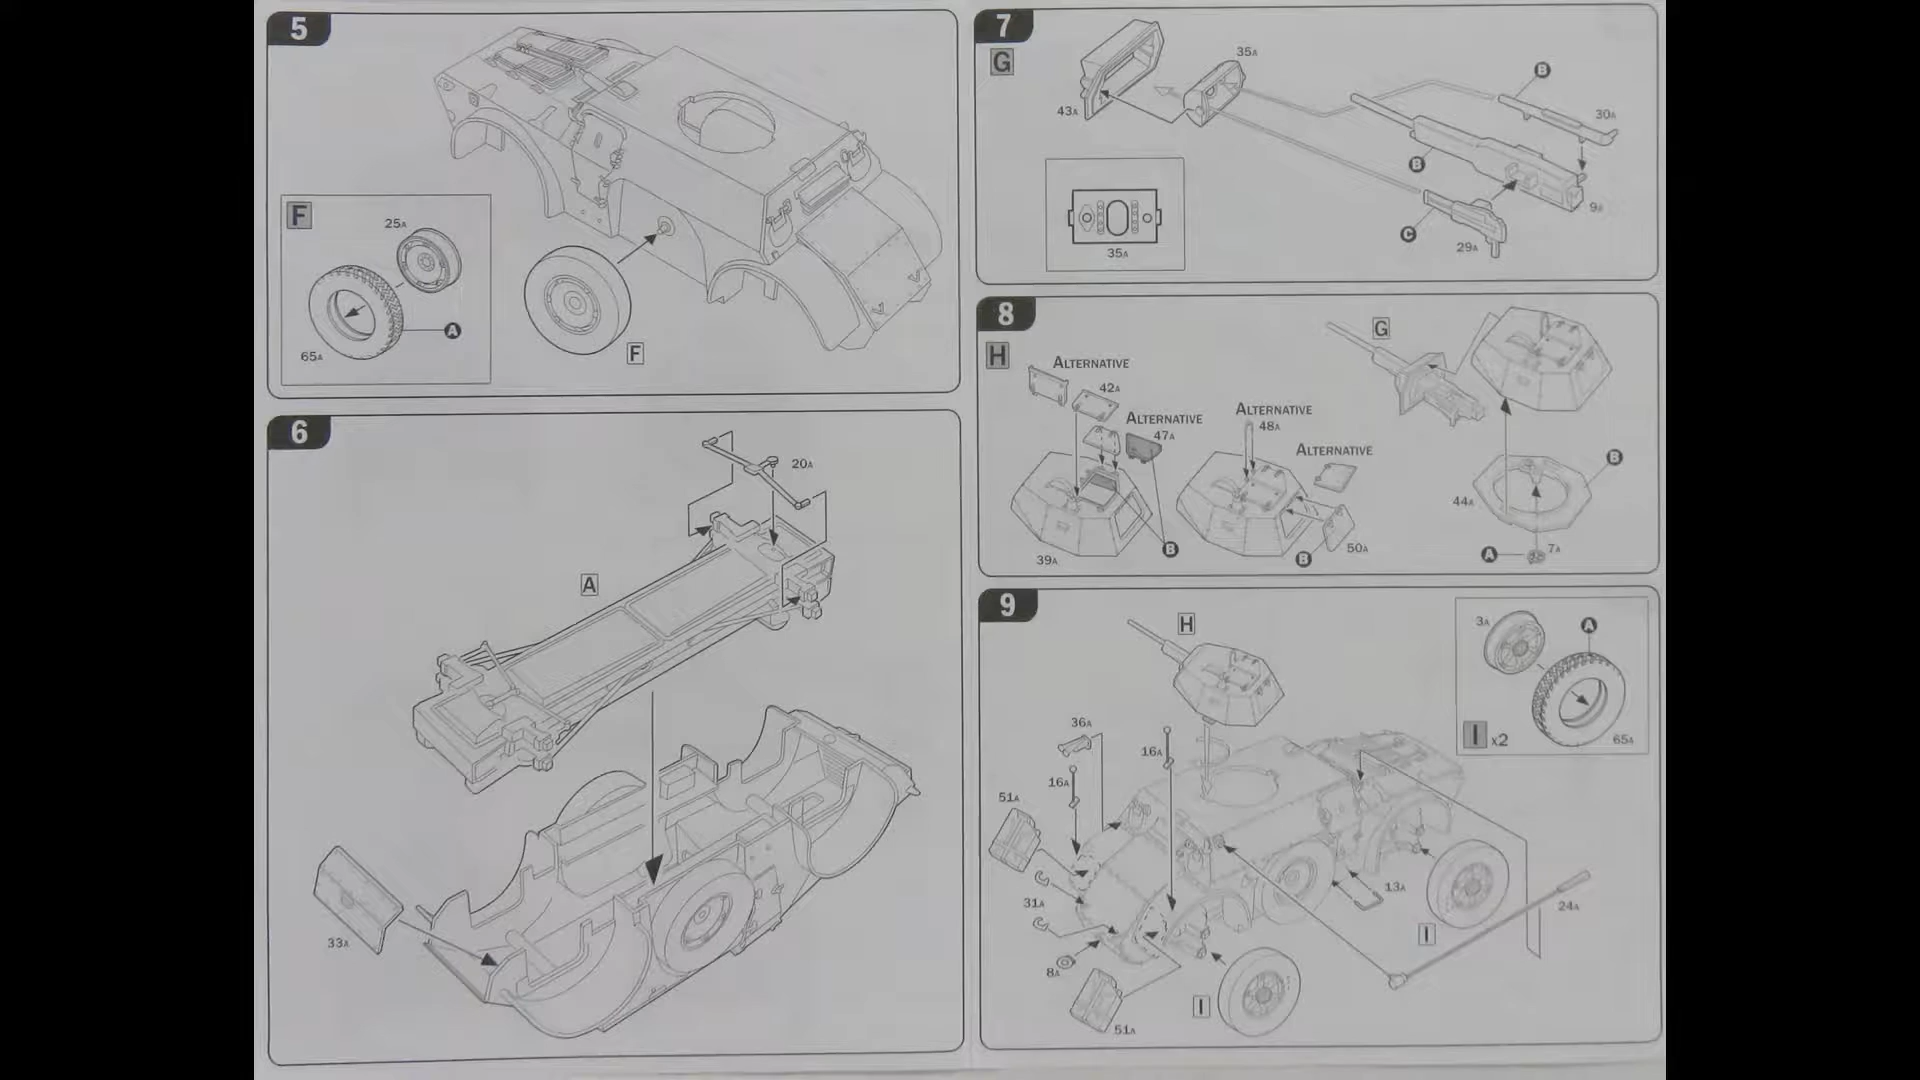 5
F
25A
65A
A
F
6
20A
A
33A
7
G
43A
35A
B
30A
B
9A
C
29A
35A
8
H
ALTERNATIVE
42A
ALTERNATIVE
47A
ALTERNATIVE
48A
ALTERNATIVE
G
B
44A
39A
B
B
50A
A
7A
9
H
3A
A
I x2
65A
36A
16A
16A
51A
31A
8A
51A
13A
24A
I
I